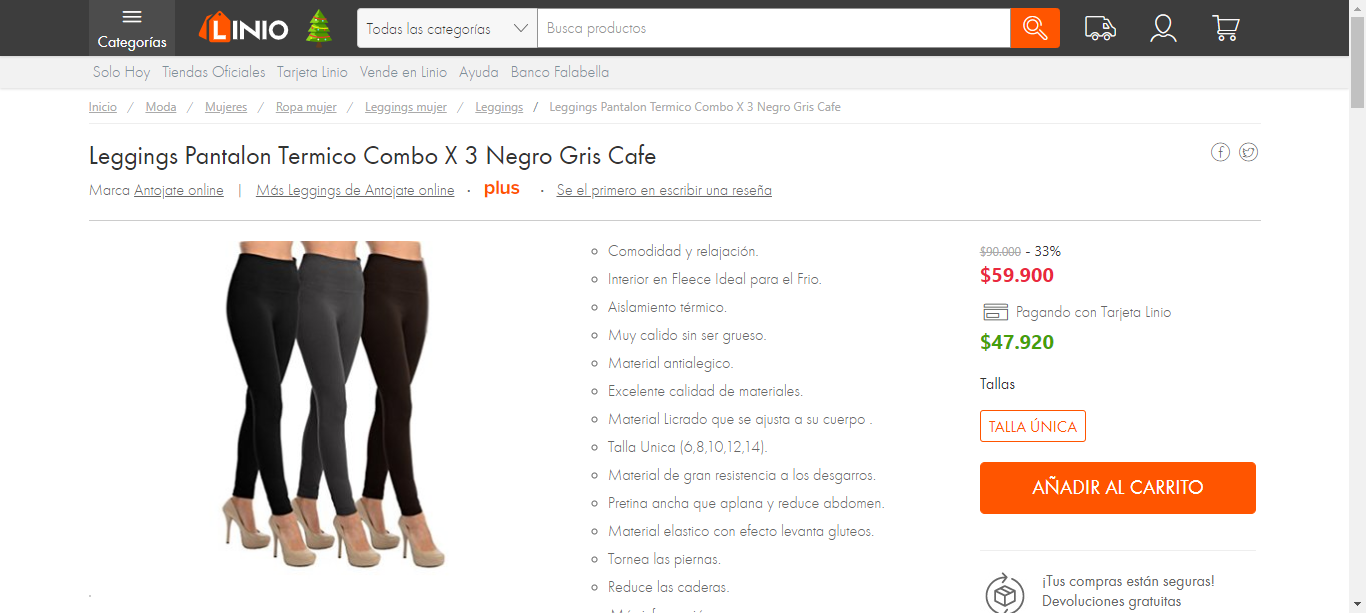 Categorías
LINIO
Todas las categorías
Busca productos
Solo Hoy Tiendas Oficiales Tarjeta Linio Vende en Linio Ayuda Banco Falabella
Inicio / Moda / Mujeres / Ropa mujer / Leggings mujer / Leggings / Leggings Pantalon Termico Combo X 3 Negro Gris Cafe
Leggings Pantalon Termico Combo X 3 Negro Gris Cafe
Marca Antojate online | Más Leggings de Antojate online · plus · Se el primero en escribir una reseña
Comodidad y relajación.
Interior en Fleece Ideal para el Frio.
Aislamiento térmico.
Muy calido sin ser grueso.
Material antialegico.
Excelente calidad de materiales.
Material Licrado que se ajusta a su cuerpo .
Talla Unica (6,8,10,12,14).
Material de gran resistencia a los desgarros.
Pretina ancha que aplana y reduce abdomen.
Material elastico con efecto levanta gluteos.
Tornea las piernas.
Reduce las caderas.
$90.000 - 33%
$59.900
Pagando con Tarjeta Linio
$47.920
Tallas
TALLA ÚNICA
AÑADIR AL CARRITO
¡Tus compras están seguras!
Devoluciones gratuitas